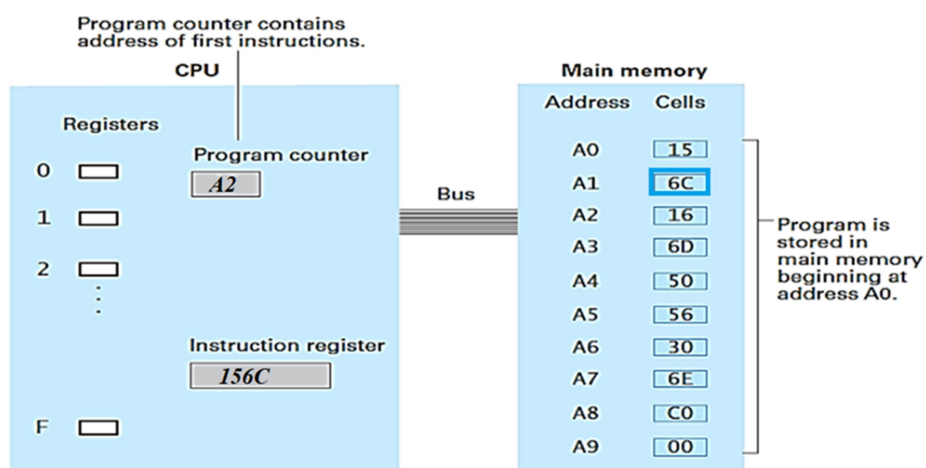 Program counter contains
address of first instructions.
CPU
Registers
0
1
2
F
Program counter
A2
Instruction register
156C
Bus
Main memory
Address Cells
A0 15
A1 6C
A2 16
A3 6D
A4 50
A5 56
A6 30
A7 6E
A8 C0
A9 00
Program is
stored in
main memory
beginning at
address A0.